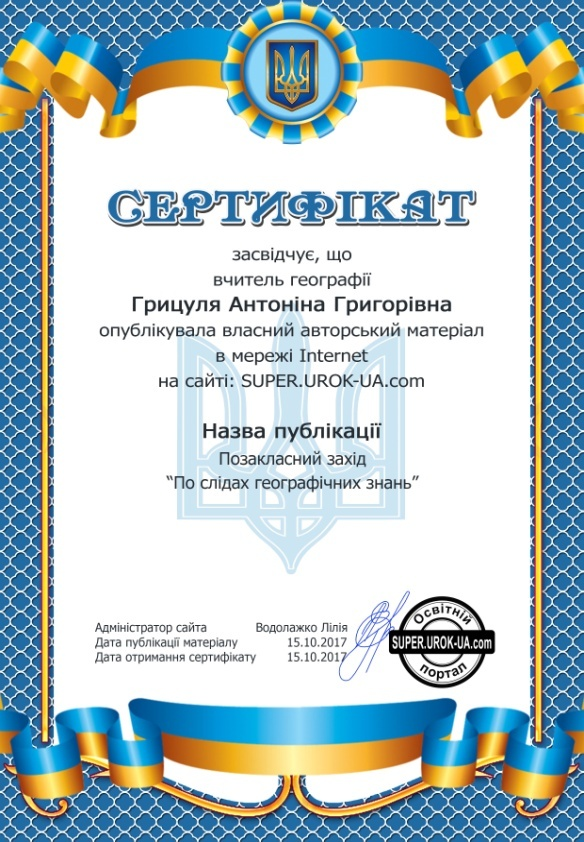 СЕРТИФІКАТ
засвідчує, що
вчитель географії
Грицуля Антоніна Григорівна
опублікувала власний авторський матеріал
в мережі Internet
на сайті: SUPER.UROK-UA.com
Назва публікації
Позакласний захід
“По слідах географічних знань”
Адміністратор сайта Водолажко Лілія
Дата публікації матеріалу 15.10.2017
Дата отримання сертифікату 15.10.2017
Освітній
SUPER.UROK-UA.com
портал